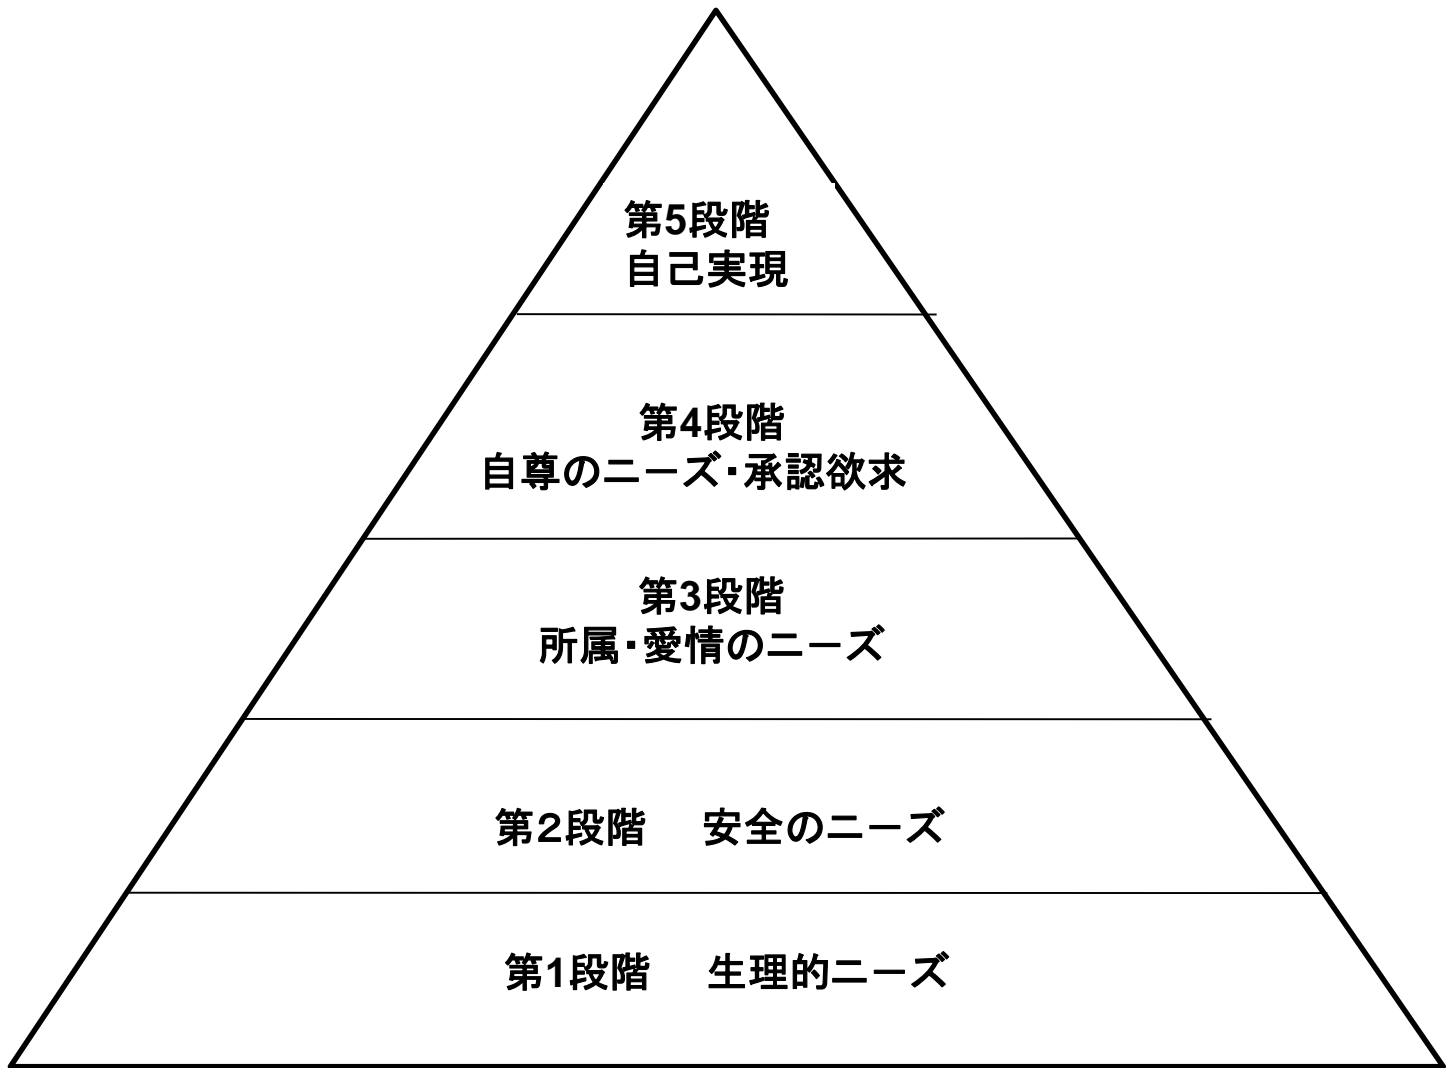 第5段階
自己実現
第4段階
自尊のニーズ・承認欲求
第3段階
所属・愛情のニーズ
第2段階　安全のニーズ
第1段階　生理的ニーズ